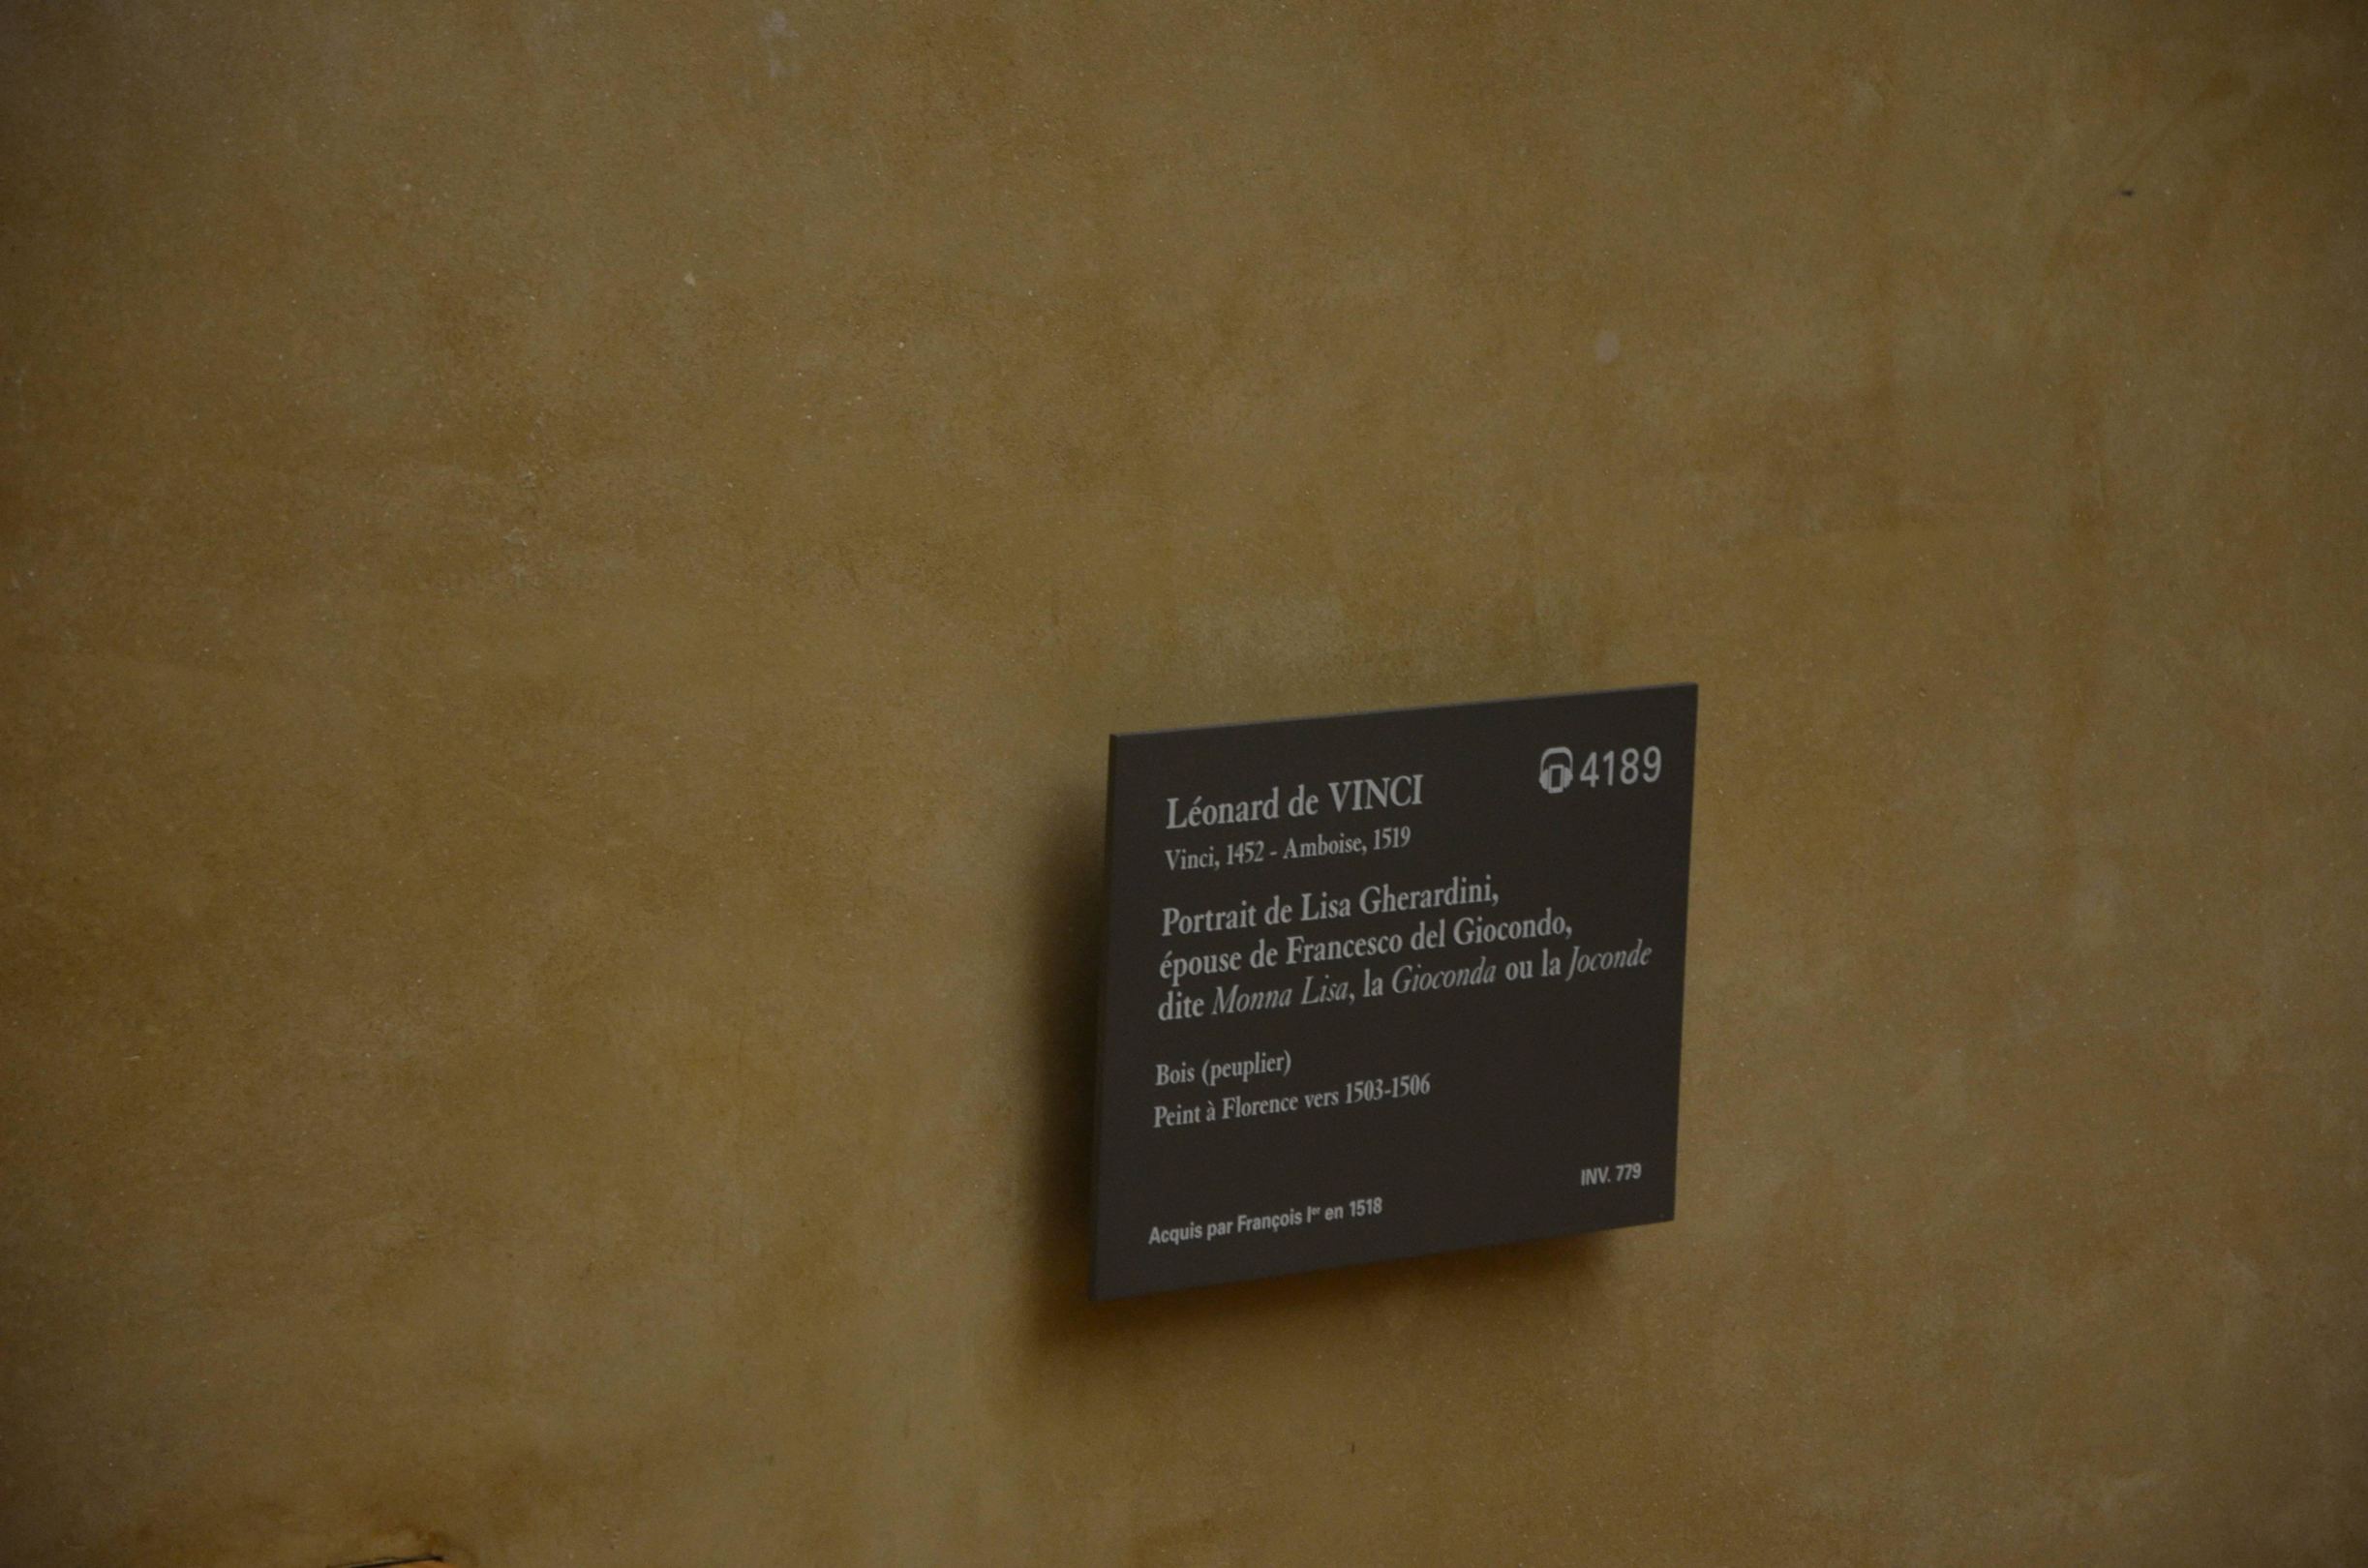 4189
Léonard de VINCI
Vinci, 1452 - Amboise, 1519
Portrait de Lisa Gherardini,
épouse de Francesco del Giocondo,
dite Monna Lisa, la Gioconda ou la Joconde
Bois (peuplier)
Peint à Florence vers 1503-1506
INV. 779
Acquis par François Ier en 1518